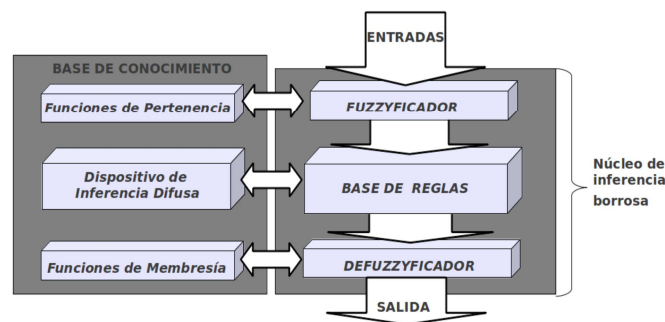 ENTRADAS
BASE DE CONOCIMIENTO
Funciones de Pertenencia
FUZZYFICADOR
Dispositivo de
Inferencia Difusa
BASE DE REGLAS
Núcleo de
inferencia
borrosa
Funciones de Membresía
DEFUZZYFICADOR
SALIDA